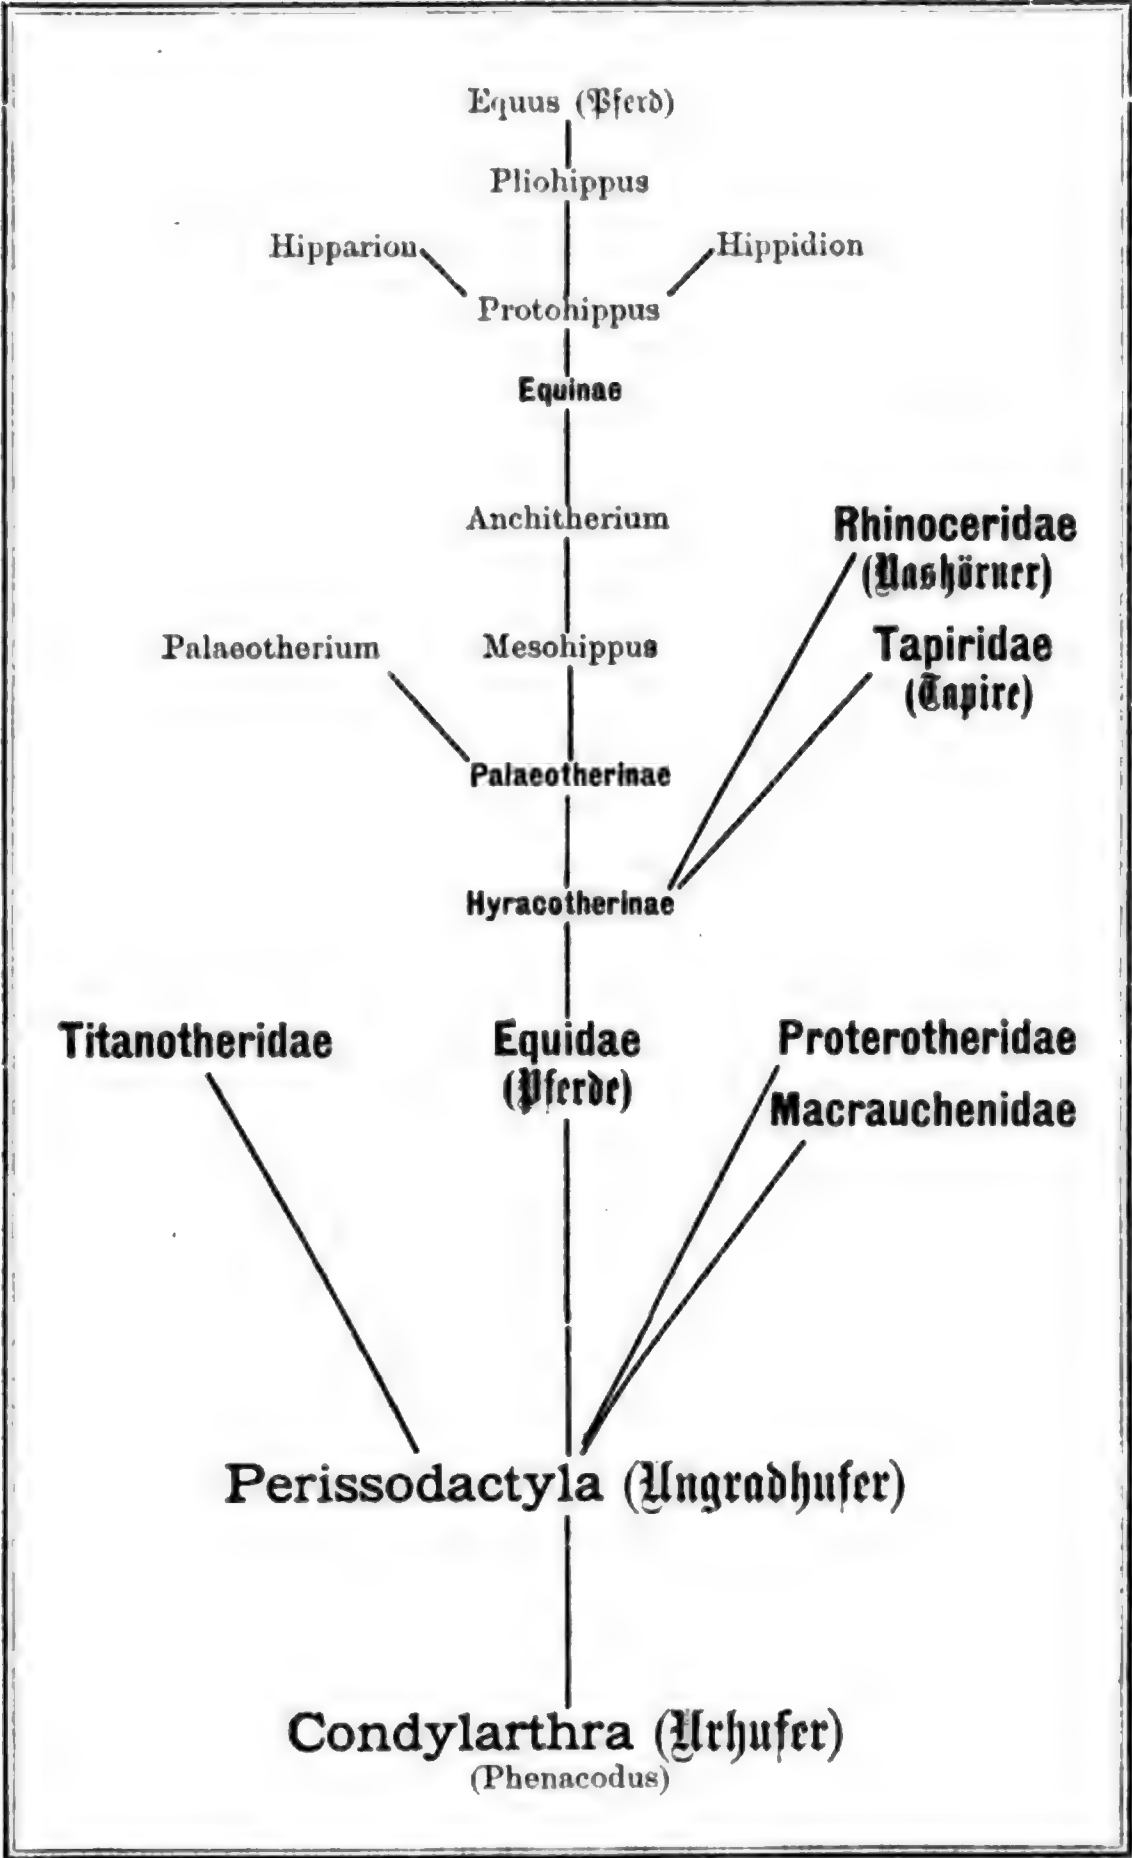 Equus (Pferd)
Pliohippus
Hipparion
Hippidion
Protohippus
Equinae
Anchitherium
Rhinoceridae
(Nashörner)
Palaeotherium
Mesohippus
Tapiridae
(Tapire)
Palaeotherinae
Hyracotherinae
Titanotheridae
Equidae
(Pferde)
Proterotheridae
Macrauchenidae
Perissodactyla (Ungradhufer)
Condylarthra (Urhufer)
(Phenacodus)